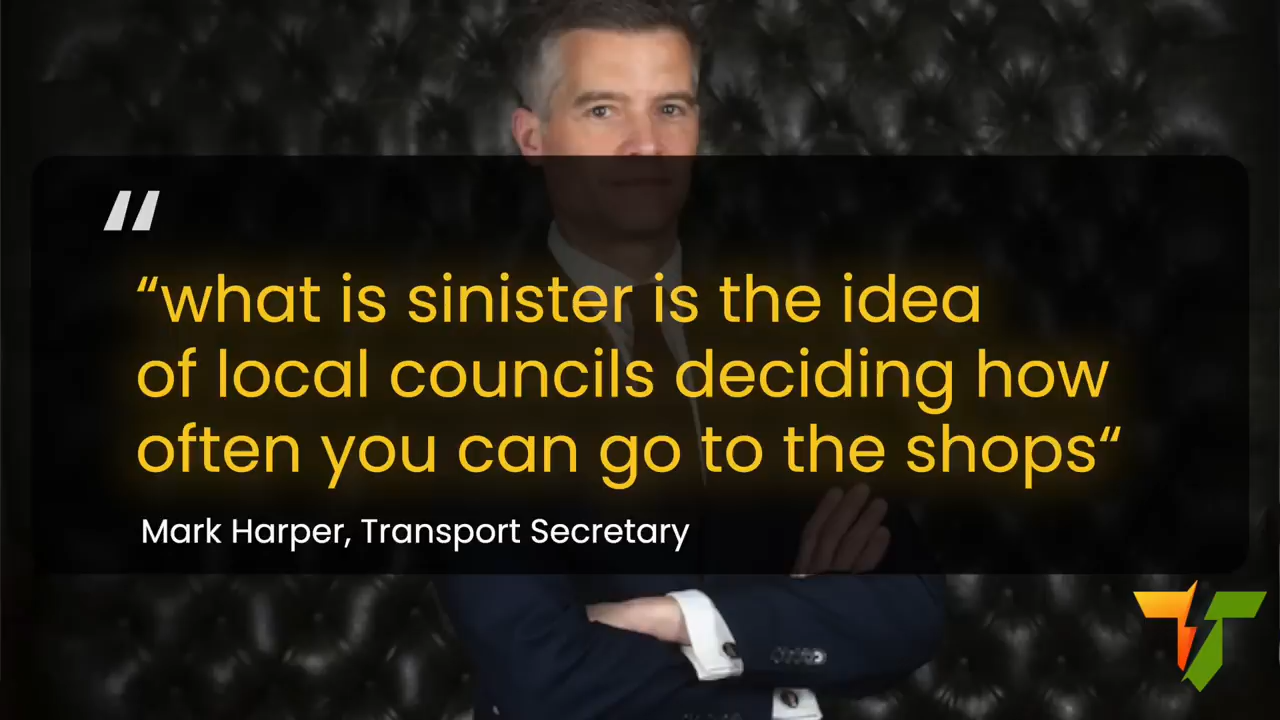 “what is sinister is the idea
of local councils deciding how
often you can go to the shops“
Mark Harper, Transport Secretary